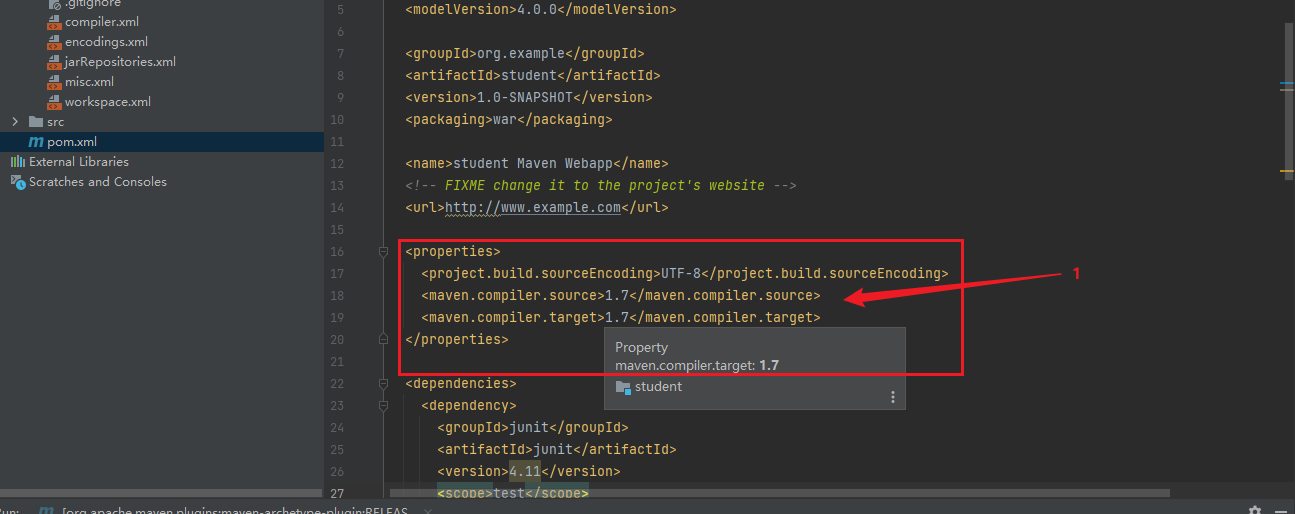 .gitignore
compiler.xml
encodings.xml
jarRepositories.xml
misc.xml
workspace.xml
src
pom.xml
External Libraries
Scratches and Consoles
5 <modelVersion>4.0.0</modelVersion>
6
7 <groupId>org.example</groupId>
8 <artifactId>student</artifactId>
9 <version>1.0-SNAPSHOT</version>
10 <packaging>war</packaging>
11
12 <name>student Maven Webapp</name>
13 <!-- FIXME change it to the project's website -->
14 <url>http://www.example.com</url>
15
16 <properties>
17 <project.build.sourceEncoding>UTF-8</project.build.sourceEncoding>
18 <maven.compiler.source>1.7</maven.compiler.source>
19 <maven.compiler.target>1.7</maven.compiler.target>
20 </properties>
21
22 <dependencies>
23 <dependency>
24 <groupId>junit</groupId>
25 <artifactId>junit</artifactId>
26 <version>4.11</version>
27 <scope>test</scope>
1
Property
maven.compiler.target: 1.7
student
[org.apache.maven.plugins:maven-archetype-plugin:RELEAS...